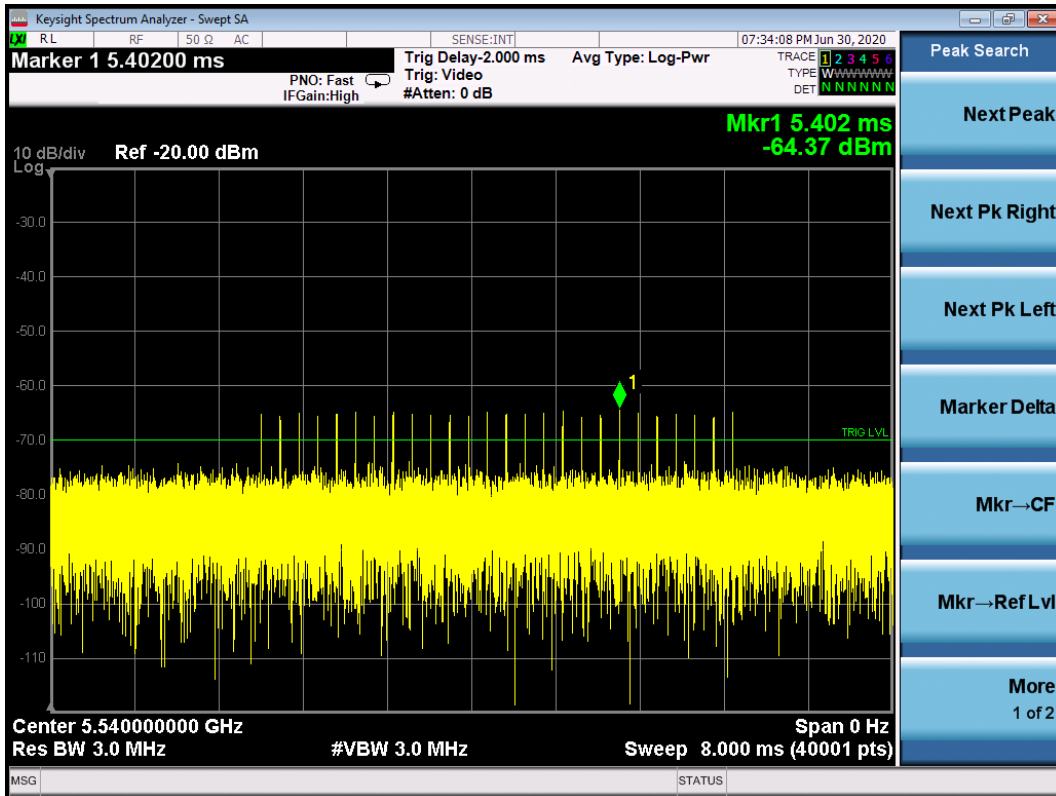 Keysight Spectrum Analyzer - Swept SA
LXI RL RF 50 Ω AC SENSE:INT 07:34:08 PM Jun 30, 2020
Marker 1 5.40200 ms
PNO: Fast
IFGain:High
Trig Delay-2.000 ms
Trig: Video
#Atten: 0 dB
Avg Type: Log-Pwr
TRACE 1 2 3 4 5 6
TYPE WWWWWW
DET N N N N N N
Mkr1 5.402 ms
-64.37 dBm
10 dB/div Ref -20.00 dBm
Log
-30.0
-40.0
-50.0
-60.0
1
-70.0
TRIG LVL
-80.0
-90.0
-100
-110
Center 5.540000000 GHz Span 0 Hz
Res BW 3.0 MHz #VBW 3.0 MHz Sweep 8.000 ms (40001 pts)
MSG STATUS
Peak Search
Next Peak
Next Pk Right
Next Pk Left
Marker Delta
Mkr→CF
Mkr→Ref Lvl
More
1 of 2